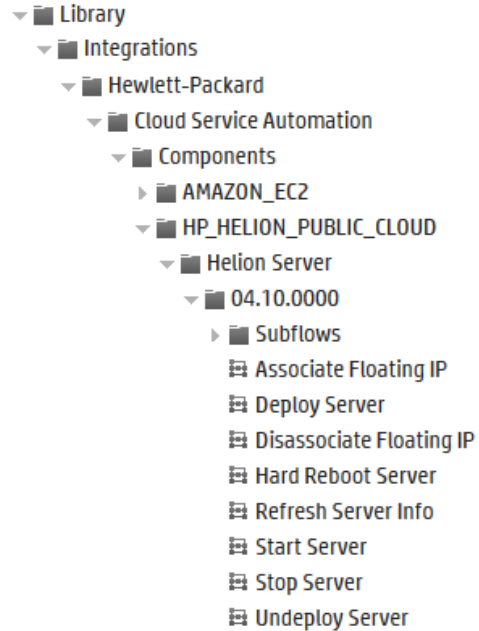 Library
Integrations
Hewlett-Packard
Cloud Service Automation
Components
AMAZON_EC2
HP_HELION_PUBLIC_CLOUD
Helion Server
04.10.0000
Subflows
Associate Floating IP
Deploy Server
Disassociate Floating IP
Hard Reboot Server
Refresh Server Info
Start Server
Stop Server
Undeploy Server